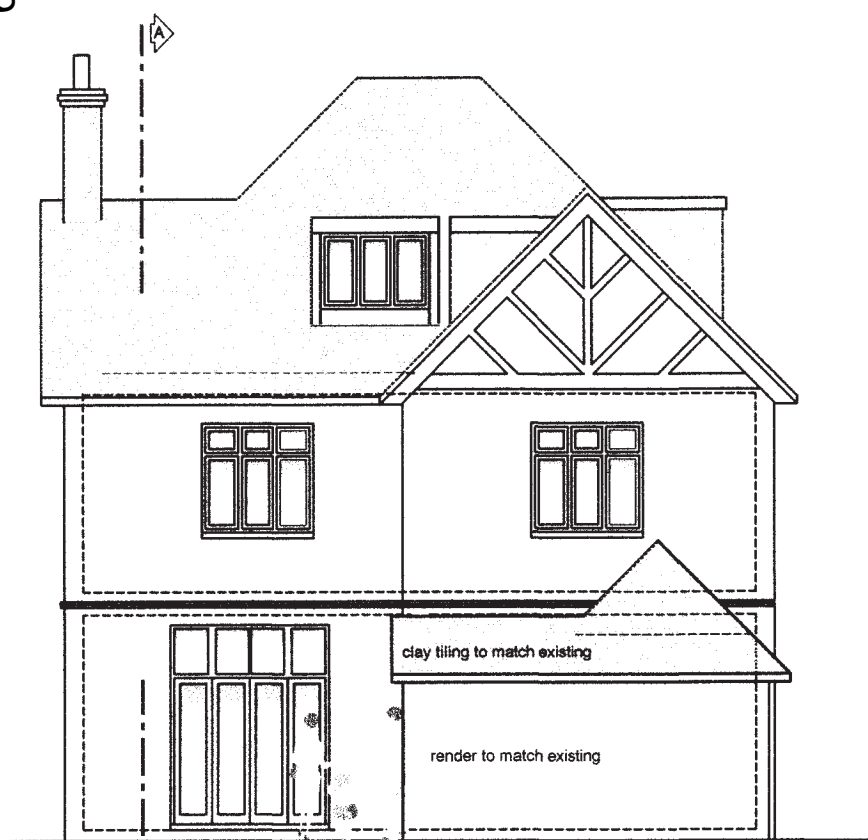 A
clay tiling to match existing
render to match existing